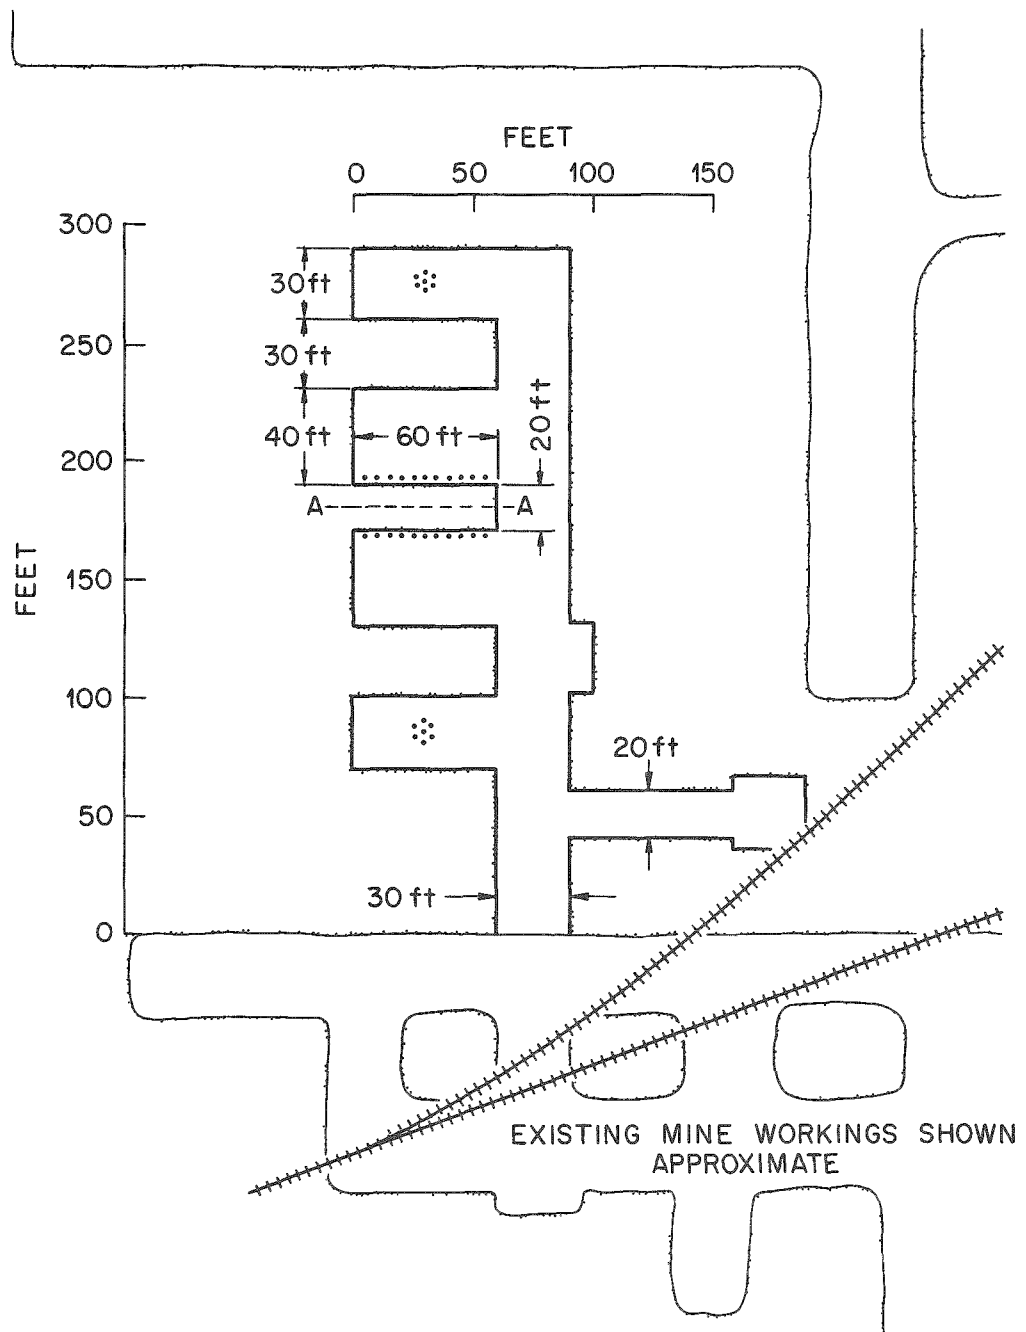 FEET
0 50 100 150
300
30 ft
250
30 ft
20 ft
40 ft
60 ft
200
A A
FEET
150
100
20 ft
50
30 ft
0
EXISTING MINE WORKINGS SHOWN
APPROXIMATE